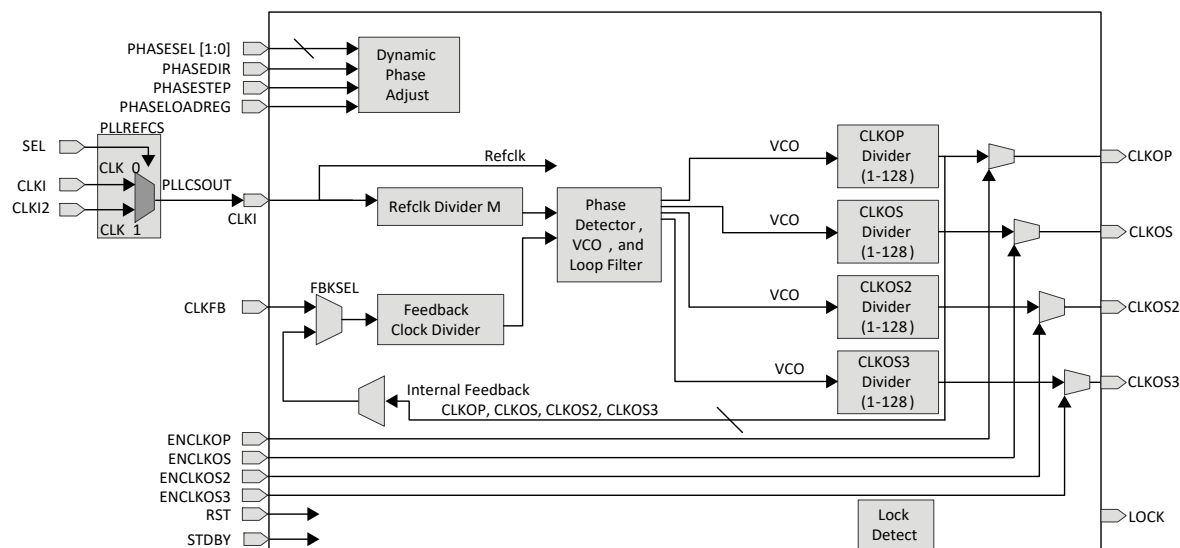 PHASESEL [1:0]
PHASEDIR
PHASESTEP
PHASELOADREG
Dynamic
Phase
Adjust
PLLREFCS
SEL
CLK 0
CLKI
CLKI2
CLK 1
PLLCSOUT
CLKI
Refclk
Refclk Divider M
Phase
Detector ,
VCO , and
Loop Filter
VCO
CLKOP
Divider
(1-128)
CLKOP
VCO
CLKOS
Divider
(1-128)
CLKOS
CLKFB
FBKSEL
Feedback
Clock Divider
VCO
CLKOS2
Divider
(1-128)
CLKOS2
VCO
CLKOS3
Divider
(1-128)
CLKOS3
Internal Feedback
CLKOP, CLKOS, CLKOS2, CLKOS3
ENCLKOP
ENCLKOS
ENCLKOS2
ENCLKOS3
RST
STDBY
Lock
Detect
LOCK